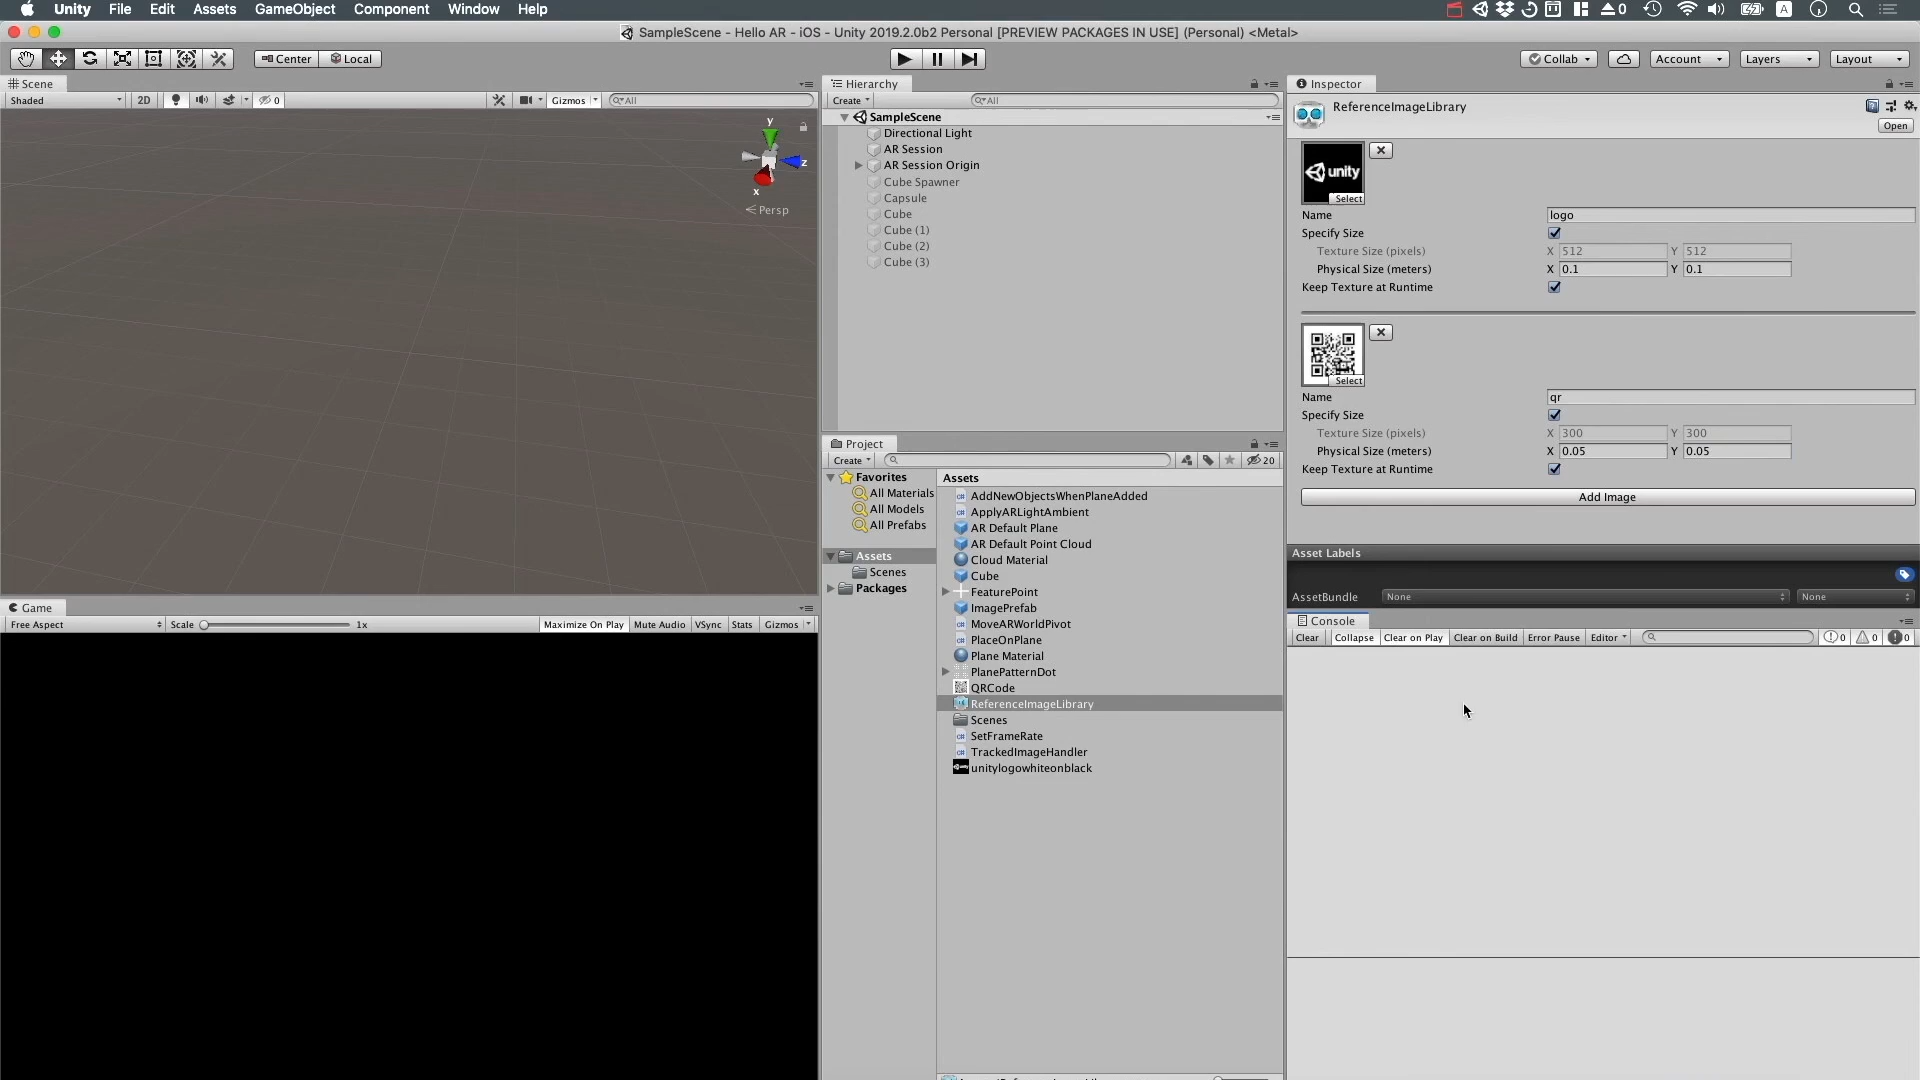 Unity File Edit Assets GameObject Component Window Help
0 A
SampleScene - Hello AR - iOS - Unity 2019.2.0b2 Personal [PREVIEW PACKAGES IN USE] (Personal) <Metal>
Center Local
Collab Account Layers Layout
Scene
Shaded 2D 0 Gizmos All
y
z
x
Persp
Game
Free Aspect Scale 1x Maximize On Play Mute Audio VSync Stats Gizmos
Hierarchy
Create All
SampleScene
Directional Light
AR Session
AR Session Origin
Cube Spawner
Capsule
Cube
Cube (1)
Cube (2)
Cube (3)
Project
Create 20
Favorites
All Materials
All Models
All Prefabs
Assets
Scenes
Packages
Assets
AddNewObjectsWhenPlaneAdded
ApplyARLightAmbient
AR Default Plane
AR Default Point Cloud
Cloud Material
Cube
FeaturePoint
ImagePrefab
MoveARWorldPivot
PlaceOnPlane
Plane Material
PlanePatternDot
QRCode
ReferenceImageLibrary
Scenes
SetFrameRate
TrackedImageHandler
unitylogowhiteonblack
Inspector
ReferenceImageLibrary
Open
unity
Select
Name logo
Specify Size
Texture Size (pixels) X 512 Y 512
Physical Size (meters) X 0.1 Y 0.1
Keep Texture at Runtime
Select
Name qr
Specify Size
Texture Size (pixels) X 300 Y 300
Physical Size (meters) X 0.05 Y 0.05
Keep Texture at Runtime
Add Image
Asset Labels
AssetBundle None None
Console
Clear Collapse Clear on Play Clear on Build Error Pause Editor 0 0 0